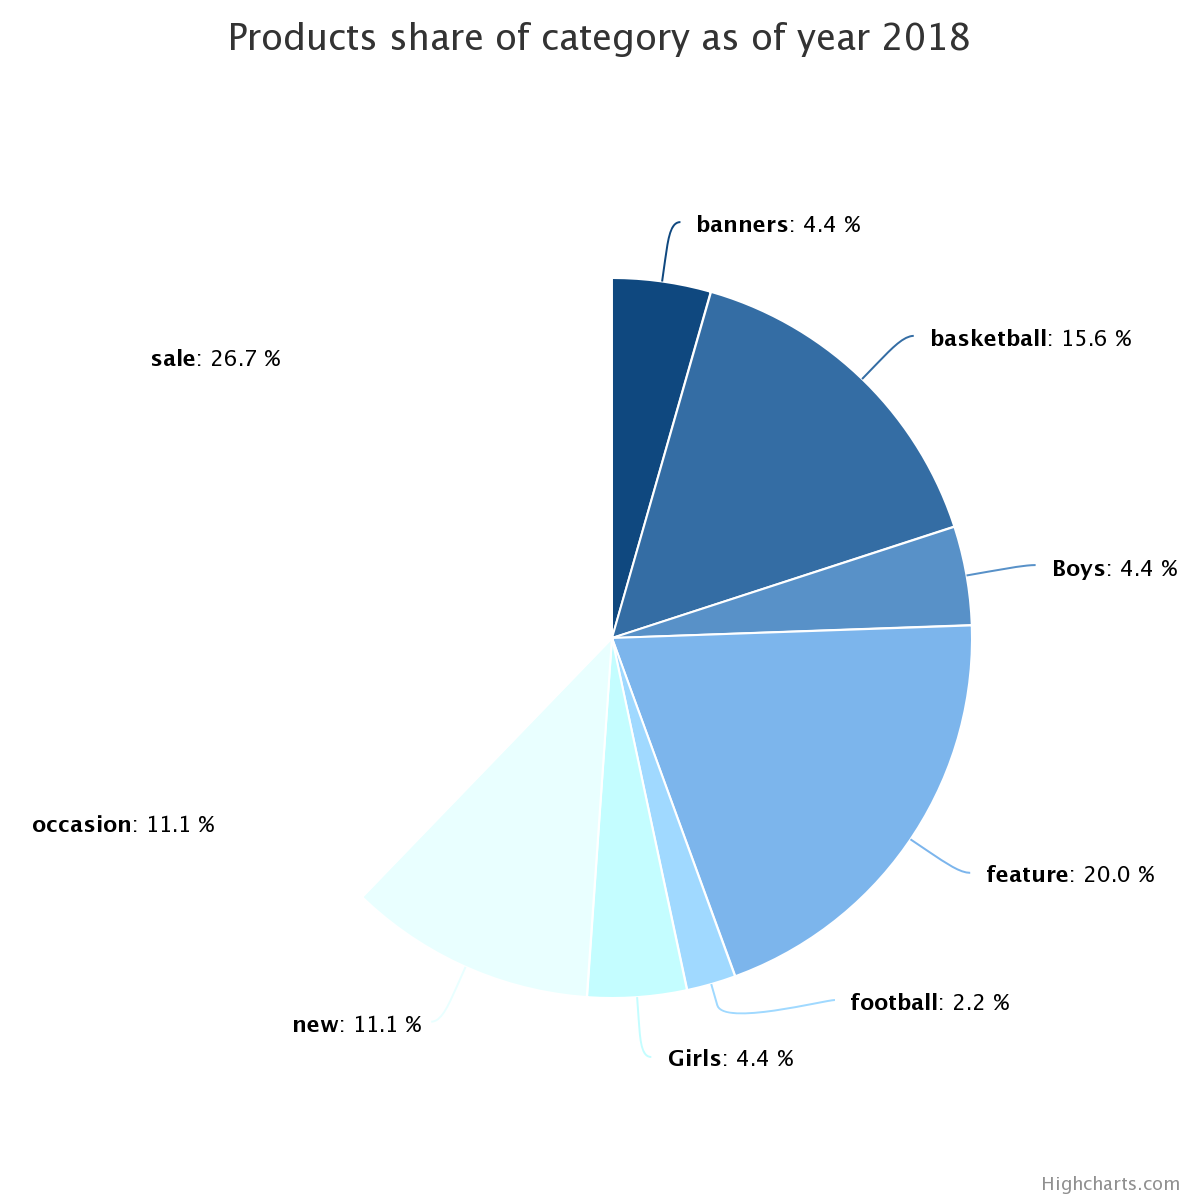 Products share of category as of year 2018
banners: 4.4 %
basketball: 15.6 %
sale: 26.7 %
Boys: 4.4 %
occasion: 11.1 %
feature: 20.0 %
football: 2.2 %
new: 11.1 %
Girls: 4.4 %
Highcharts.com